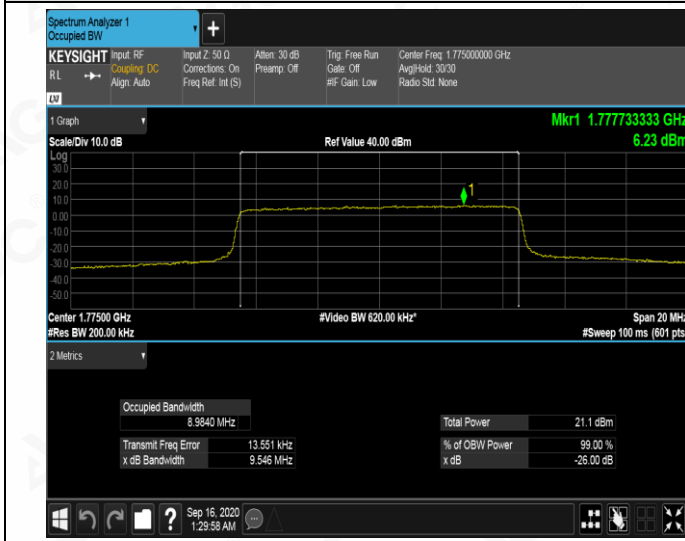 Spectrum Analyzer 1
Occupied BW
+
KEYSIGHT
RL
LXI
Input: RF
Coupling: DC
Align: Auto
Input Z: 50 Ω
Corrections: On
Freq Ref: Int (S)
Atten: 30 dB
Preamp: Off
Trig: Free Run
Gate: Off
#IF Gain: Low
Center Freq: 1.775000000 GHz
Avg|Hold: 30/30
Radio Std: None
1 Graph
Mkr1 1.777733333 GHz
Scale/Div 10.0 dB
Ref Value 40.00 dBm
6.23 dBm
Log
30.0
20.0
10.0
0.00
-10.0
-20.0
-30.0
-40.0
-50.0
1
Center 1.77500 GHz
#Video BW 620.00 kHz*
Span 20 MHz
#Res BW 200.00 kHz
#Sweep 100 ms (601 pts)
2 Metrics
Occupied Bandwidth
8.9840 MHz
Total Power 21.1 dBm
Transmit Freq Error 13.551 kHz
% of OBW Power 99.00 %
x dB Bandwidth 9.546 MHz
x dB -26.00 dB
?
Sep 16, 2020
1:29:58 AM